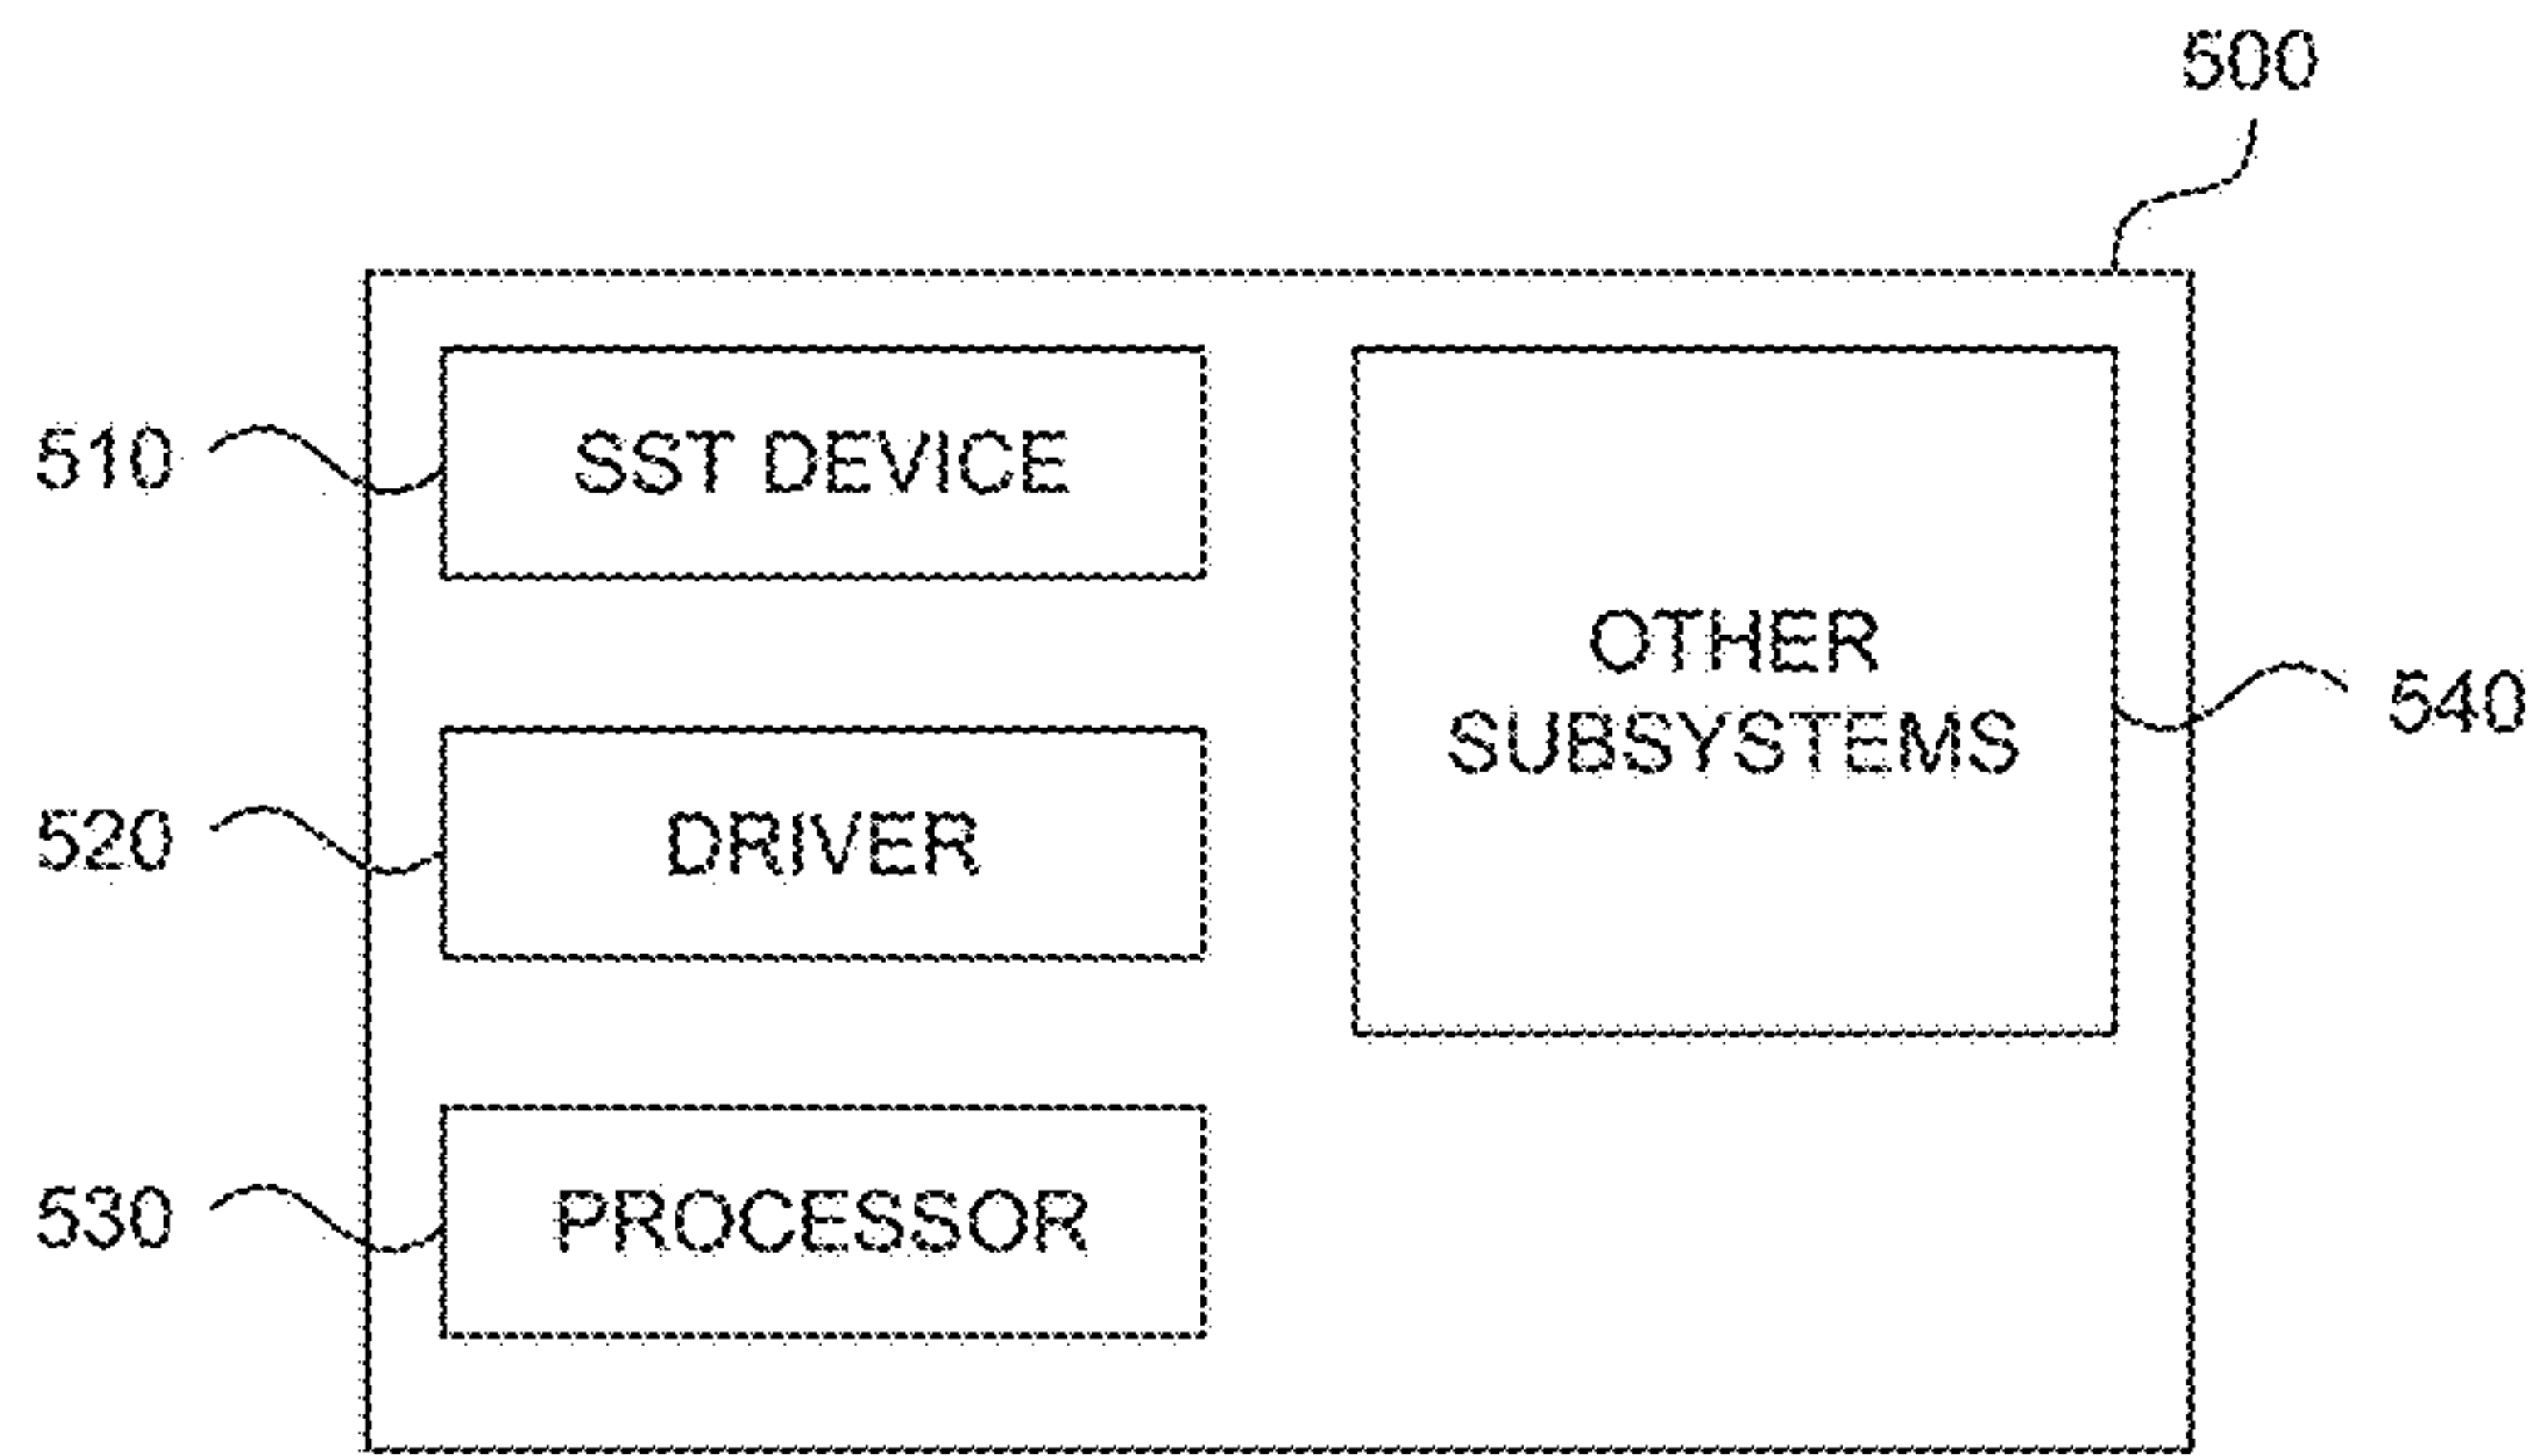 500
510 SST DEVICE
OTHER
SUBSYSTEMS
540
520 DRIVER
530 PROCESSOR